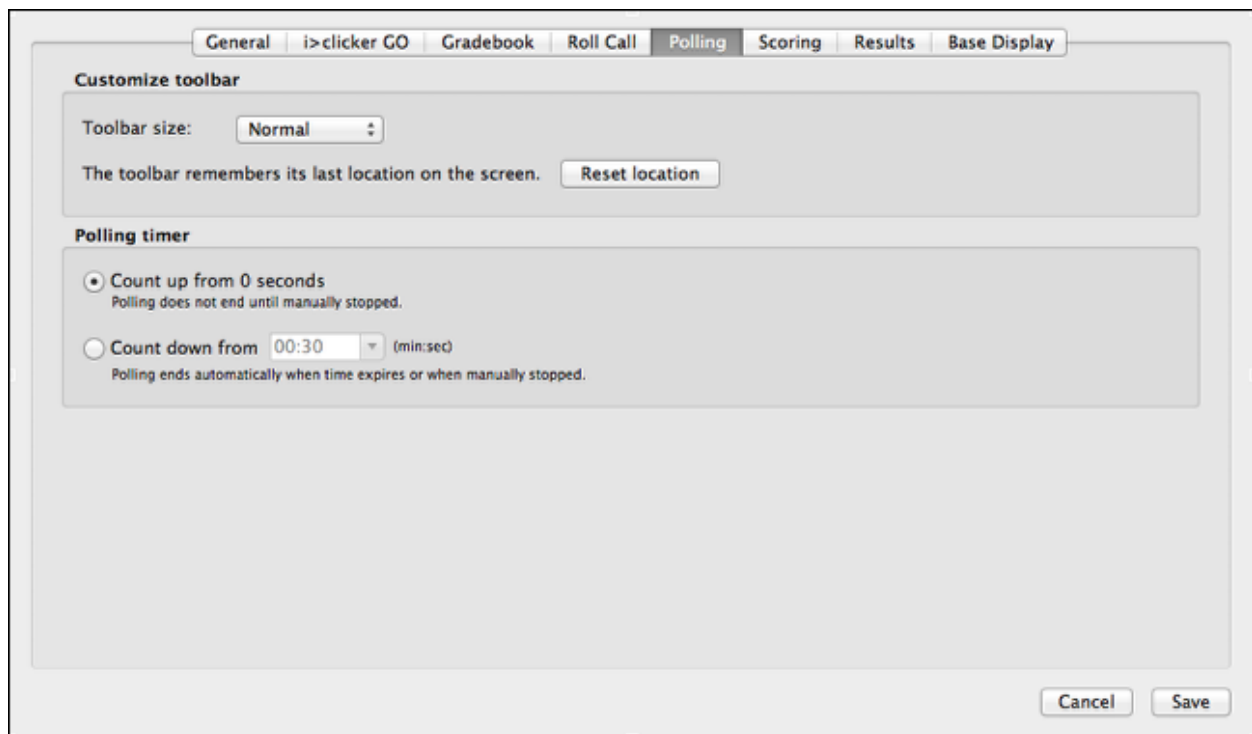 General i>clicker GO Gradebook Roll Call Polling Scoring Results Base Display
Customize toolbar
Toolbar size: Normal
The toolbar remembers its last location on the screen. Reset location
Polling timer
Count up from 0 seconds
Polling does not end until manually stopped.
Count down from 00:30 (min:sec)
Polling ends automatically when time expires or when manually stopped.
Cancel Save